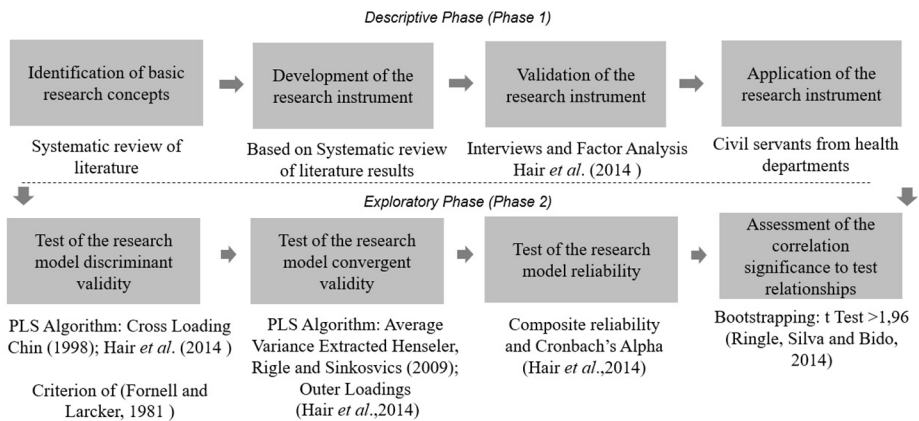 Descriptive Phase (Phase 1)
Identification of basic
research concepts
Development of the
research instrument
Validation of the
research instrument
Application of the
research instrument
Systematic review of
literature
Based on Systematic review
of literature results
Interviews and Factor Analysis
Hair et al. (2014 )
Civil servants from health
departments
Exploratory Phase (Phase 2)
Test of the research
model discriminant
validity
Test of the research
model convergent
validity
Test of the research
model reliability
Assessment of the
correlation
significance to test
relationships
PLS Algorithm: Cross Loading
Chin (1998); Hair et al. (2014 )
Criterion of (Fornell and
Larcker, 1981 )
PLS Algorithm: Average
Variance Extracted Henseler,
Rigle and Sinkosvics (2009);
Outer Loadings
(Hair et al.,2014)
Composite reliability
and Cronbach’s Alpha
(Hair et al.,2014)
Bootstrapping: t Test >1,96
(Ringle, Silva and Bido,
2014)